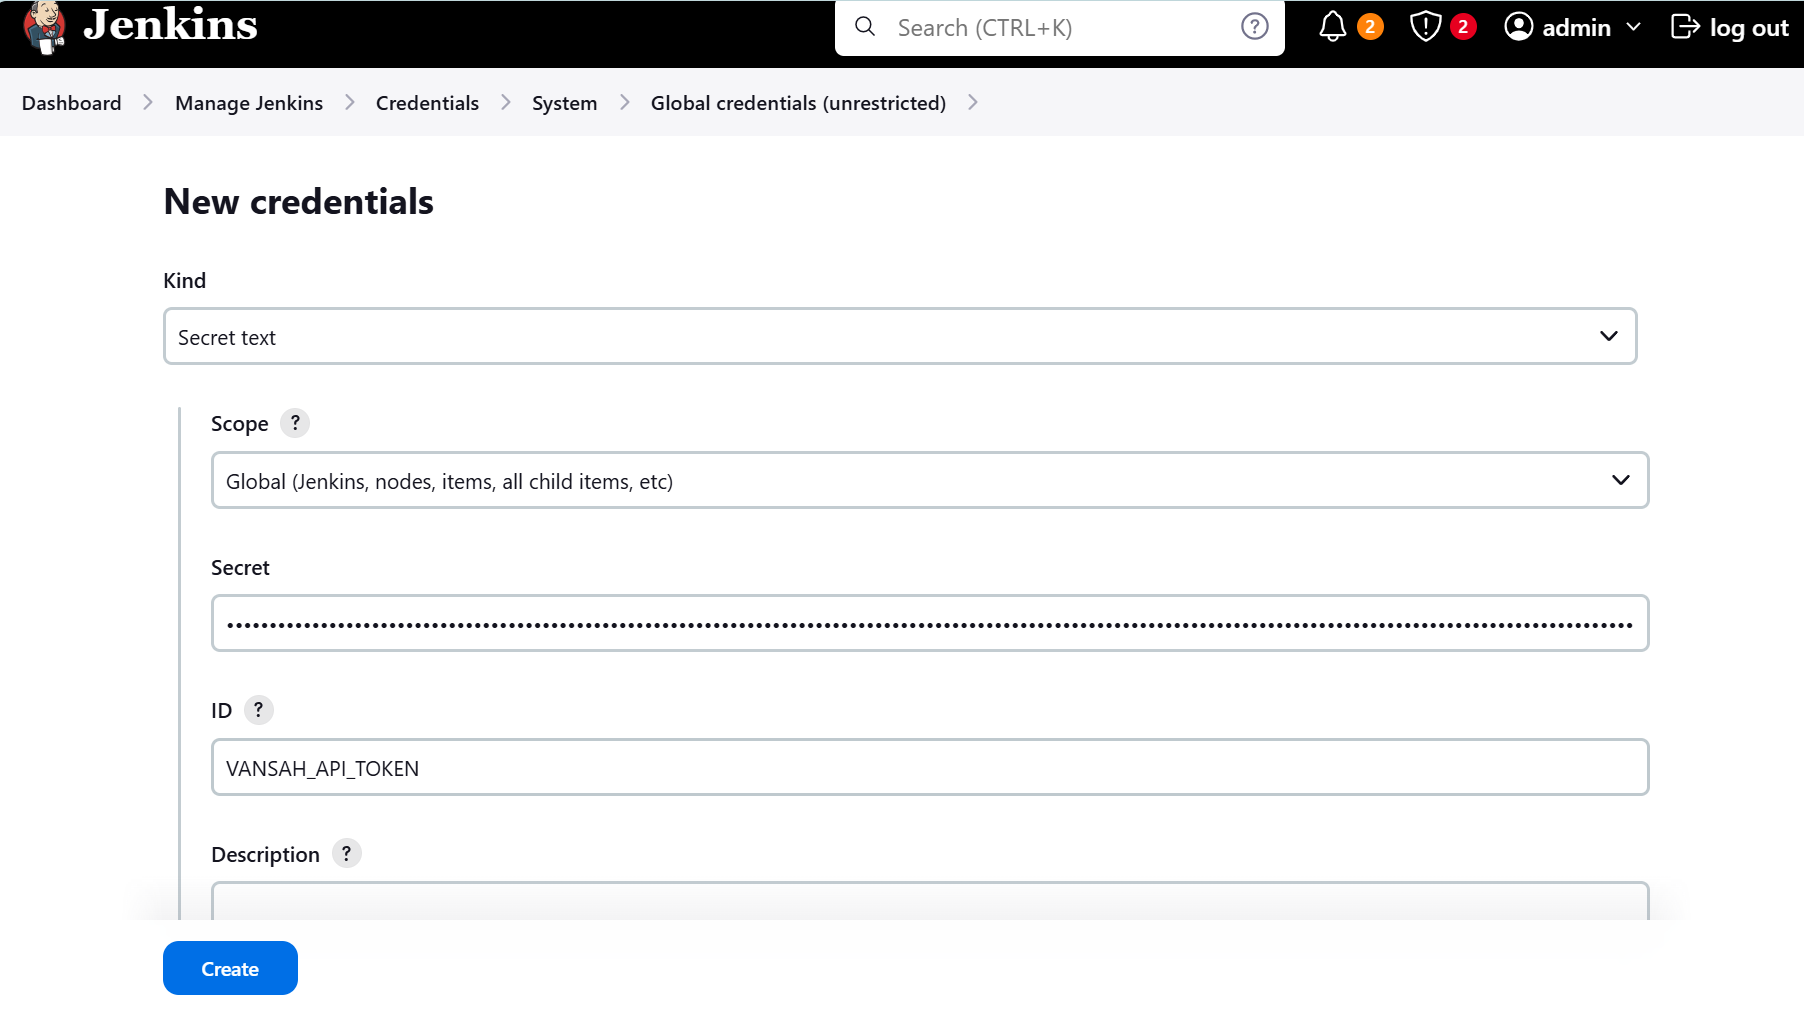 Jenkins
Search (CTRL+K)
?
2
2
admin
log out
Dashboard
Manage Jenkins
Credentials
System
Global credentials (unrestricted)
New credentials
Kind
Secret text
Scope ?
Global (Jenkins, nodes, items, all child items, etc)
Secret
ID ?
VANSAH_API_TOKEN
Description ?
Create